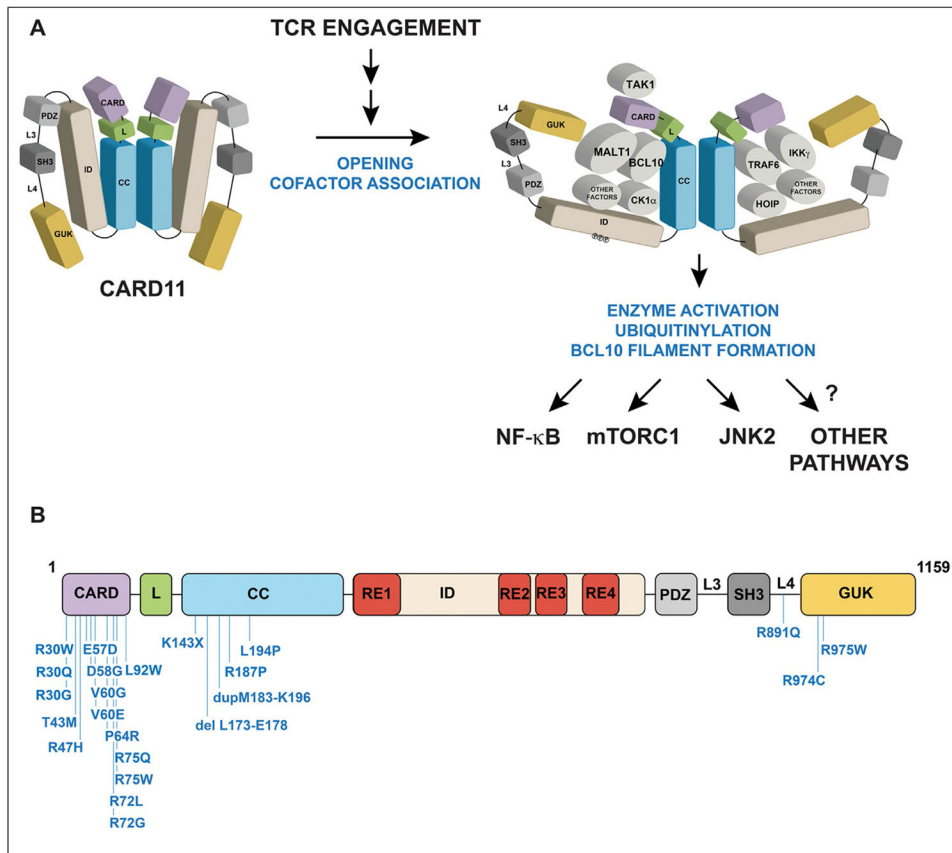 A
TCR ENGAGEMENT
OPENING
COFACTOR ASSOCIATION
PDZ
CARD
L
L3
SH3
ID
CC
L4
GUK
CARD11
TAK1
L4
GUK
CARD
L
SH3
MALT1
BCL10
CC
TRAF6
IKKγ
L3
PDZ
OTHER
FACTORS
CK1α
HOIP
OTHER
FACTORS
ID
PPP
ENZYME ACTIVATION
UBIQUITINYLATION
BCL10 FILAMENT FORMATION
?
NF-κB
mTORC1
JNK2
OTHER
PATHWAYS
B
1
1159
CARD
L
CC
RE1
ID
RE2
RE3
RE4
PDZ
L3
SH3
L4
GUK
R30W
R30Q
R30G
T43M
R47H
E57D
D58G
V60G
V60E
P64R
R75Q
R75W
R72L
R72G
L92W
K143X
L194P
R187P
dupM183-K196
del L173-E178
R891Q
R975W
R974C